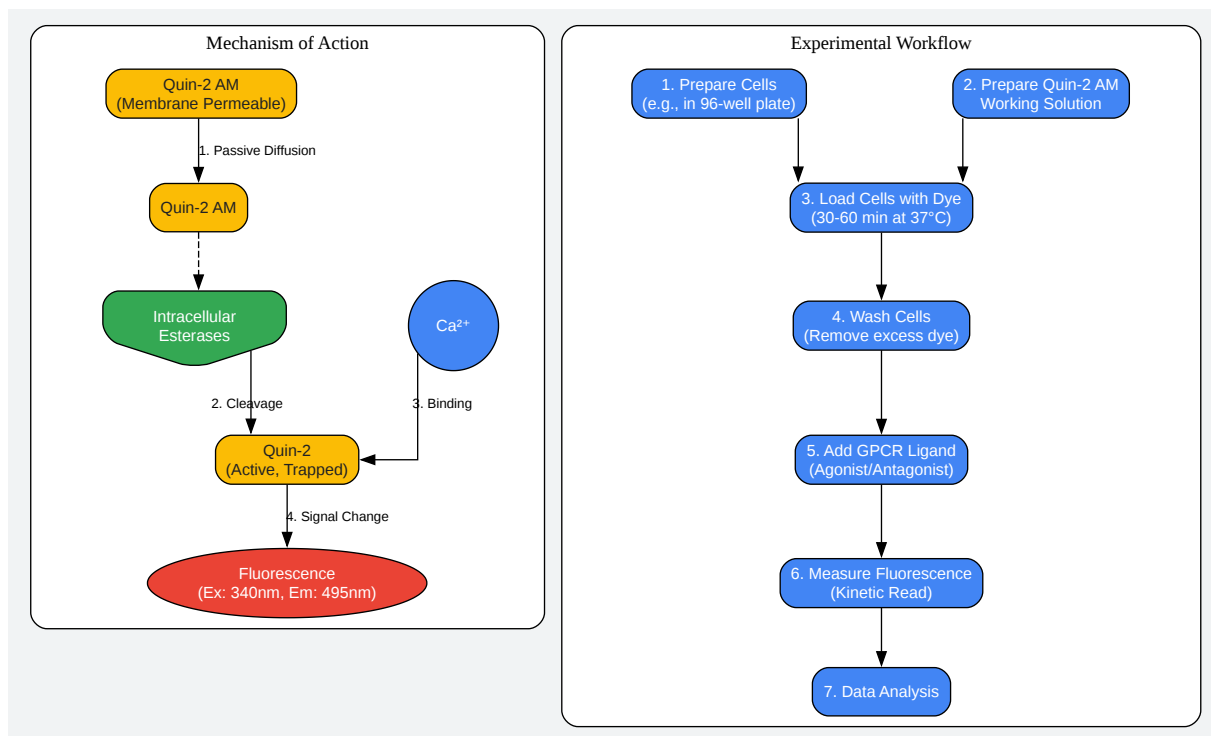 Mechanism of Action
Quin-2 AM
(Membrane Permeable)
1. Passive Diffusion
Quin-2 AM
Intracellular
Esterases
Ca²⁺
2. Cleavage
3. Binding
Quin-2
(Active, Trapped)
4. Signal Change
Fluorescence
(Ex: 340nm, Em: 495nm)
Experimental Workflow
1. Prepare Cells
(e.g., in 96-well plate)
2. Prepare Quin-2 AM
Working Solution
3. Load Cells with Dye
(30-60 min at 37°C)
4. Wash Cells
(Remove excess dye)
5. Add GPCR Ligand
(Agonist/Antagonist)
6. Measure Fluorescence
(Kinetic Read)
7. Data Analysis